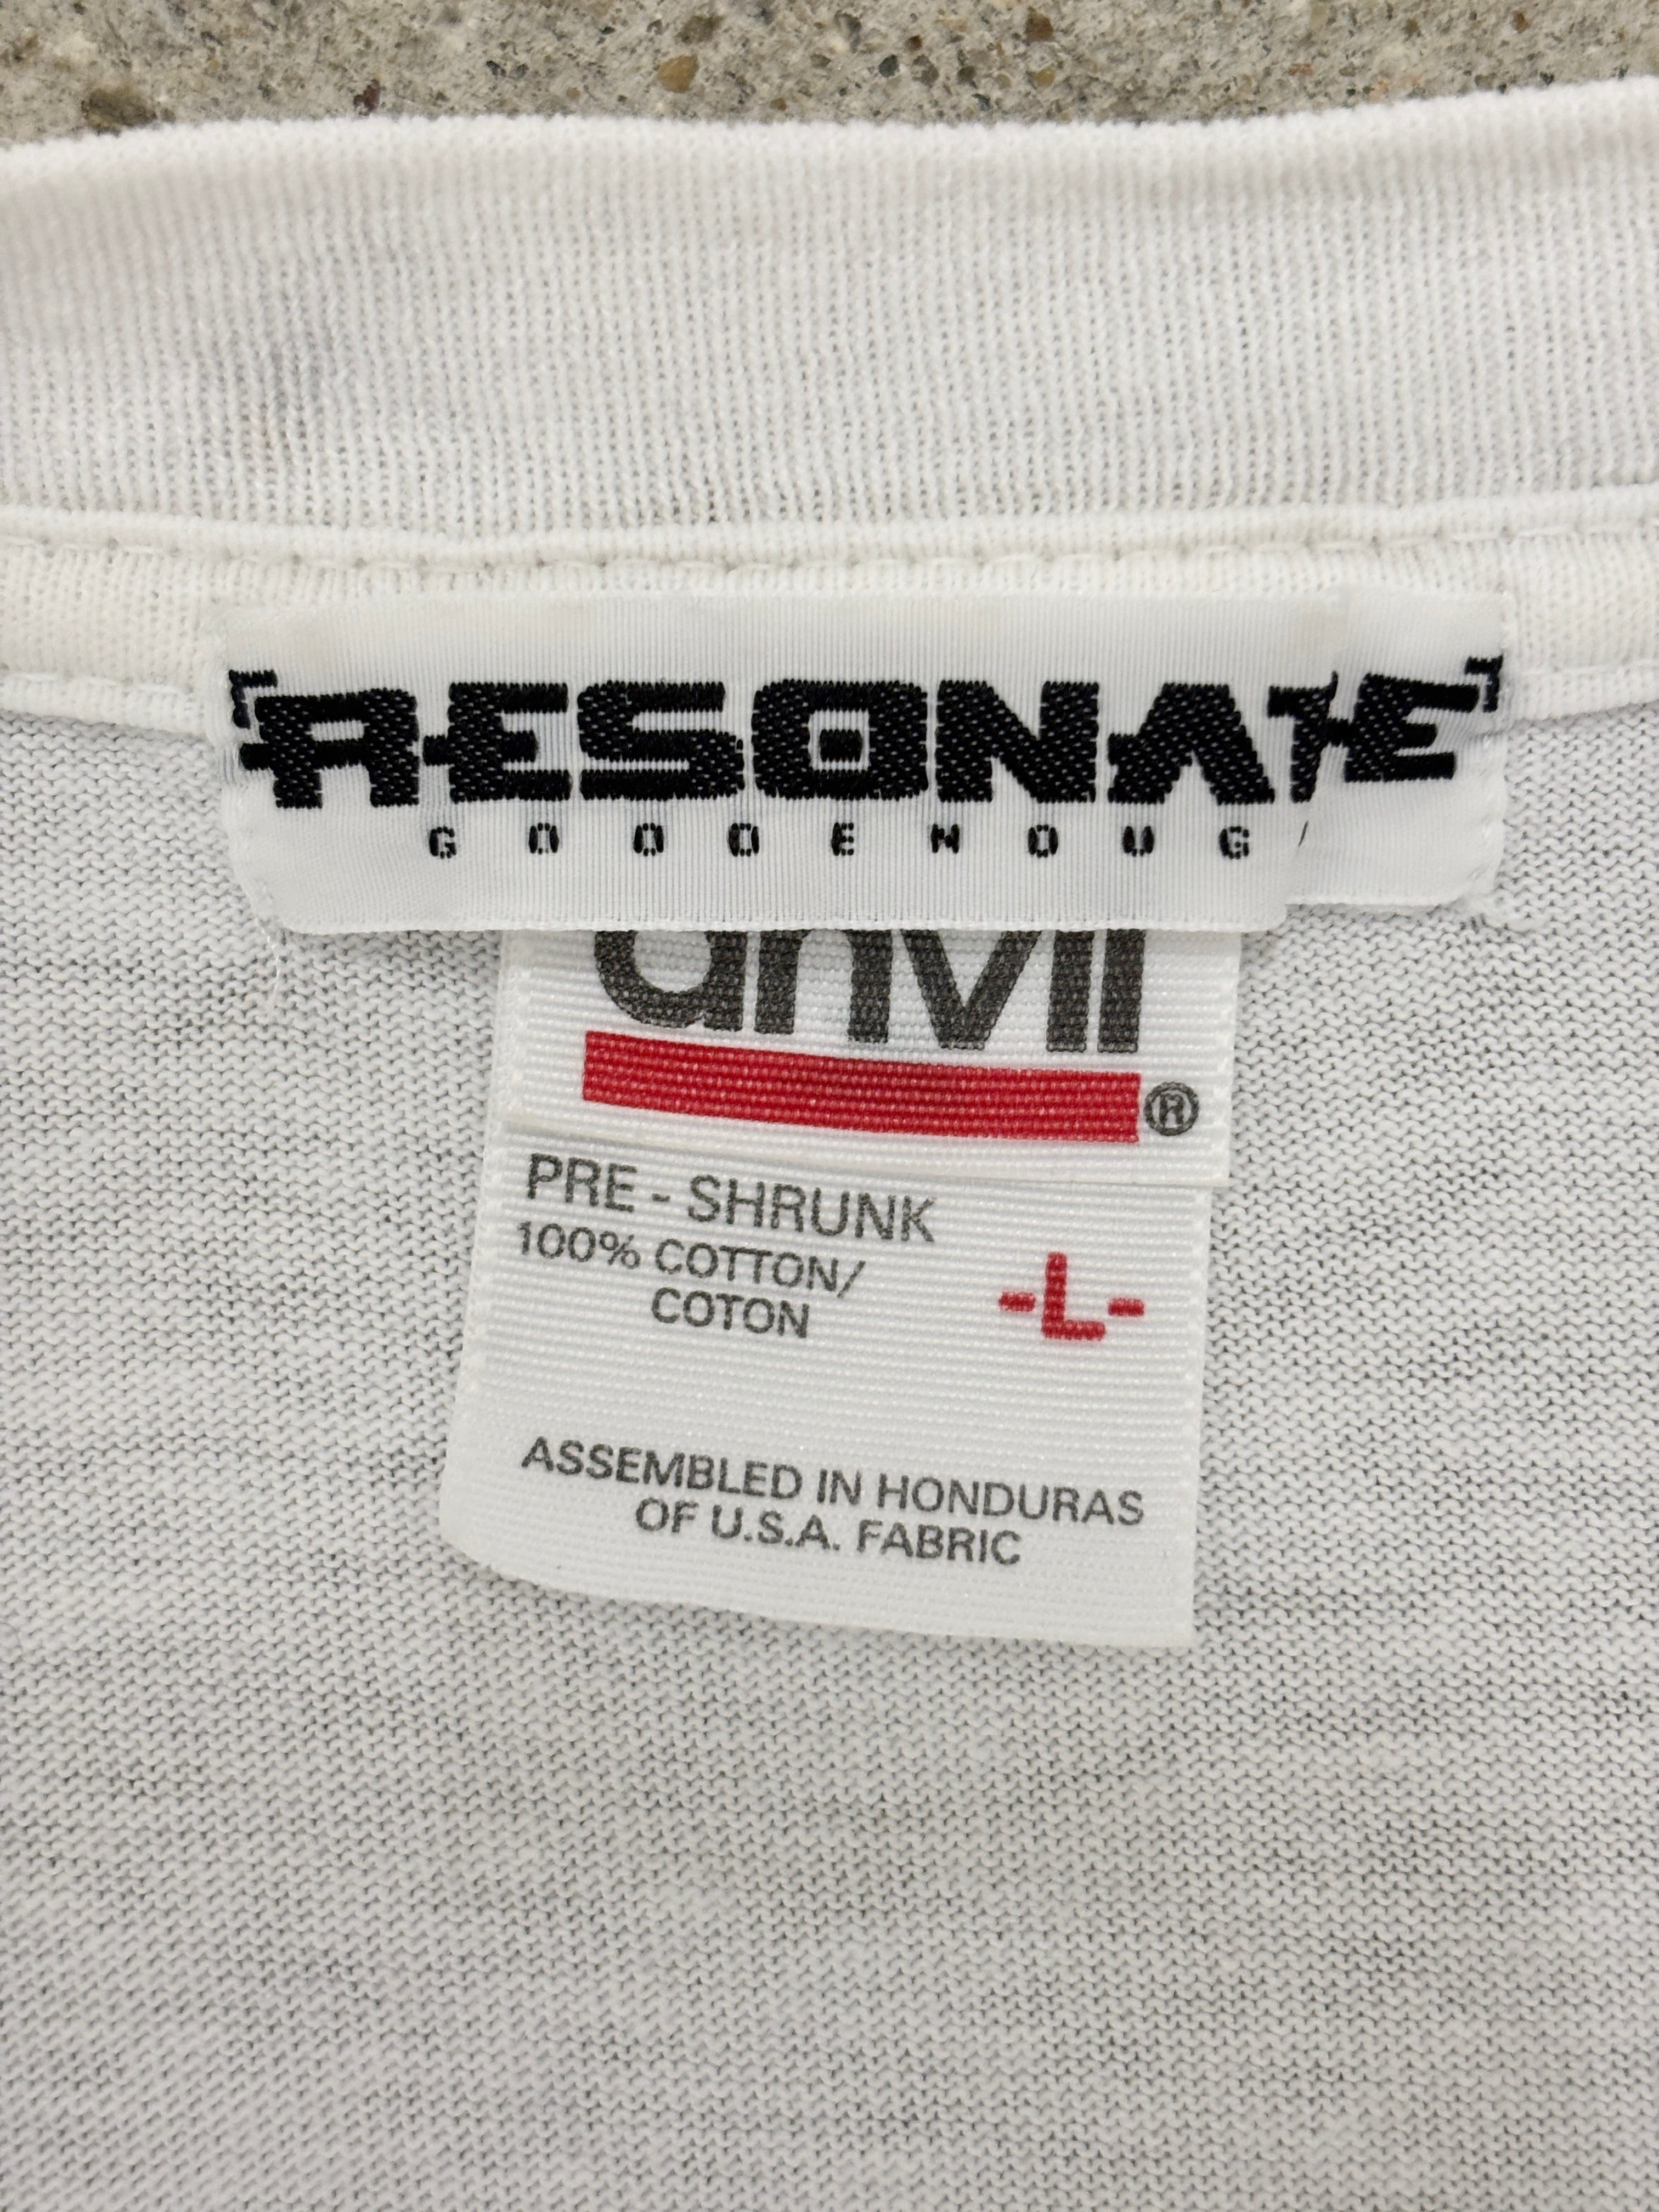 「RESONATE」
GOODENOUG
anvil
®
PRE - SHRUNK
100% COTTON/
COTON
-L-
ASSEMBLED IN HONDURAS
OF U.S.A. FABRIC